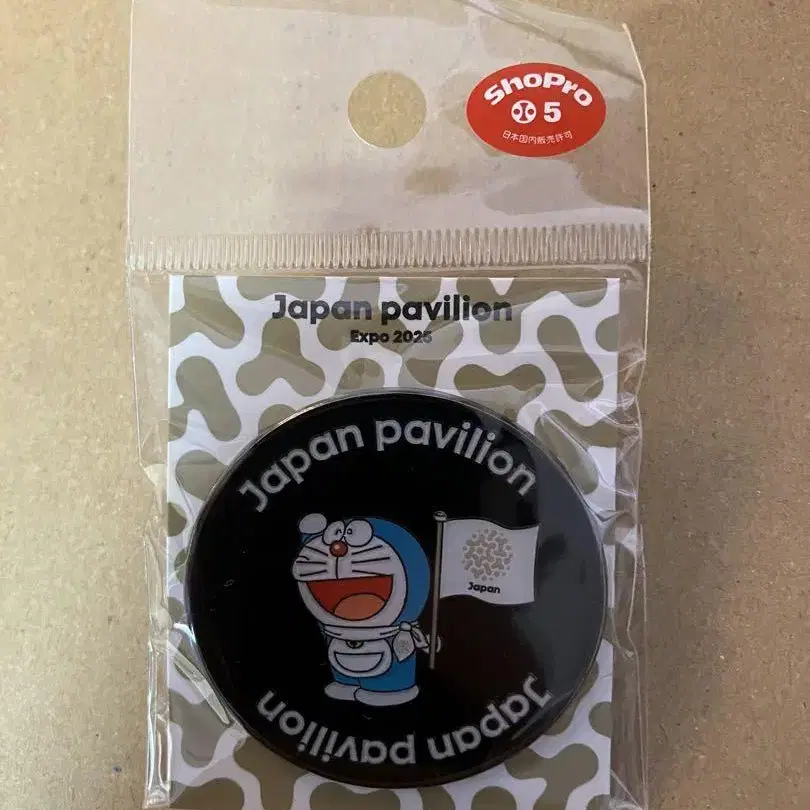 ShoPro
5
日本国内販売許可
Japan pavilion
Expo 2025
Japan pavilion
Japan
Japan pavilion